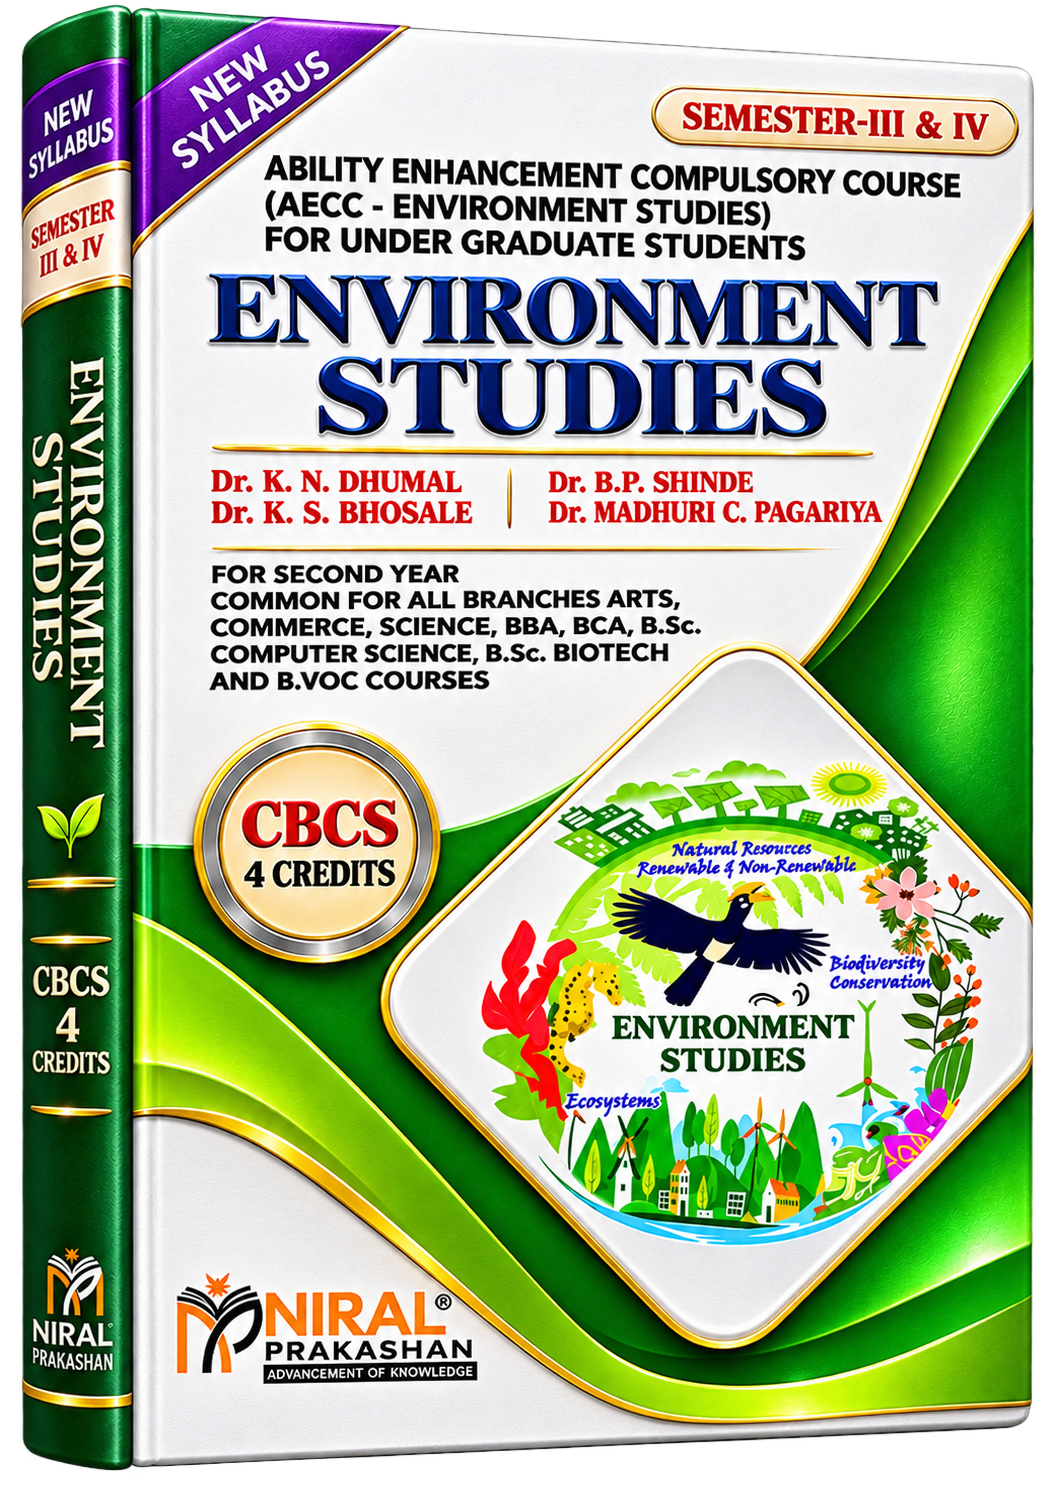 NEW
SYLLABUS
SEMESTER
III & IV
ENVIRONMENT
STUDIES
CBCS
4
CREDITS
NIRAL
PRAKASHAN
NEW
SYLLABUS
SEMESTER-III & IV
ABILITY ENHANCEMENT COMPULSORY COURSE
(AECC - ENVIRONMENT STUDIES)
FOR UNDER GRADUATE STUDENTS
ENVIRONMENT
STUDIES
Dr. K. N. DHUMAL
Dr. K. S. BHOSALE
Dr. B.P. SHINDE
Dr. MADHURI C. PAGARIYA
FOR SECOND YEAR
COMMON FOR ALL BRANCHES ARTS,
COMMERCE, SCIENCE, BBA, BCA, B.Sc.
COMPUTER SCIENCE, B.Sc. BIOTECH
AND B.VOC COURSES
CBCS
4 CREDITS
Natural Resources
Renewable & Non-Renewable
Biodiversity
Conservation
ENVIRONMENT
STUDIES
Ecosystems
NIRAL®
PRAKASHAN
ADVANCEMENT OF KNOWLEDGE